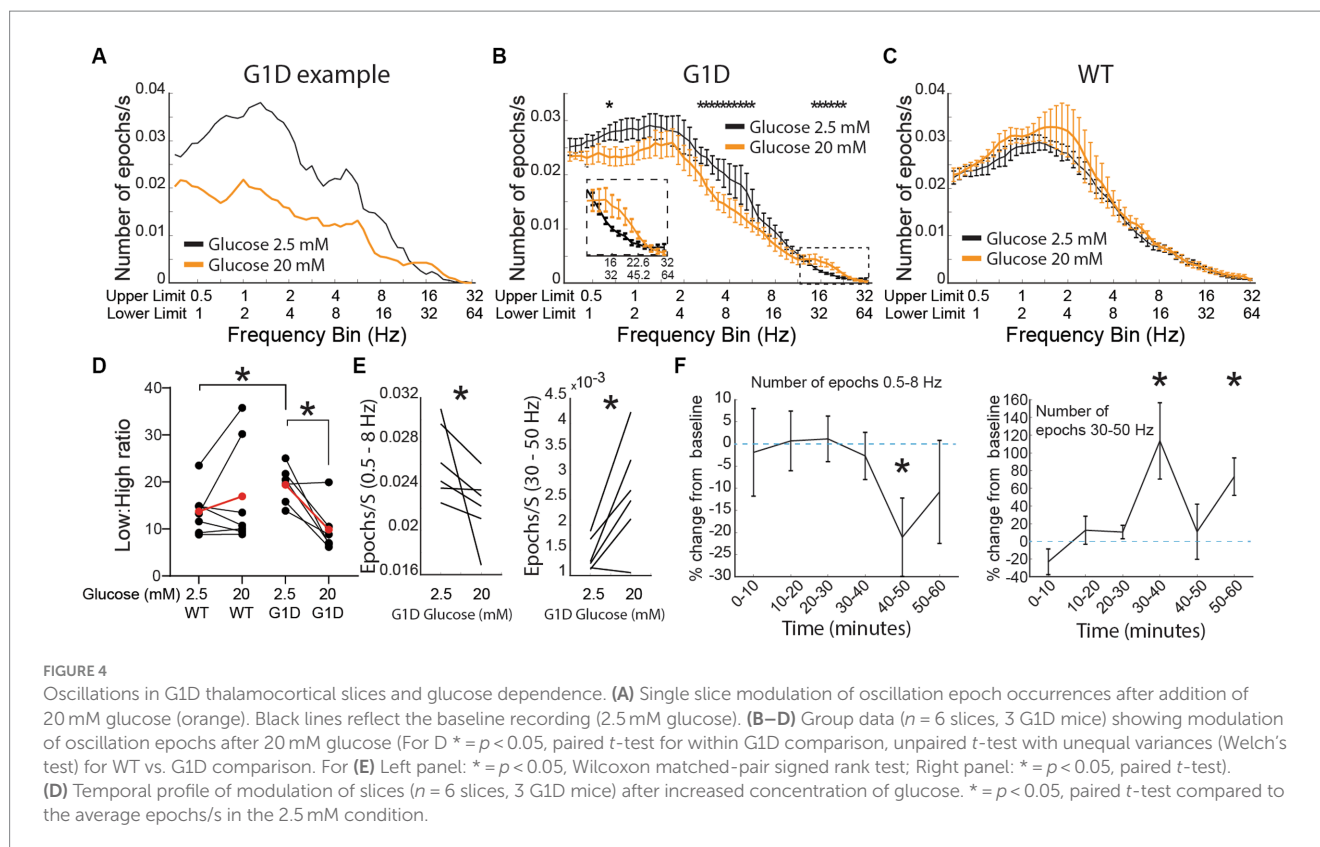 A
G1D example
Number of epochs/s
0.04
0.03
0.02
0.01
0
Glucose 2.5 mM
Glucose 20 mM
Upper Limit 0.5 1 2 4 8 16 32
Lower Limit 1 2 4 8 16 32 64
Frequency Bin (Hz)
B
G1D
Number of epochs/s
0.03
0.02
0.01
0
* *********** *******
Glucose 2.5 mM
Glucose 20 mM
16 22.6 32
32 45.2 64
Upper Limit 0.5 1 2 4 8 16 32
Lower Limit 1 2 4 8 16 32 64
Frequency Bin (Hz)
C
WT
Number of epochs/s
0.04
0.03
0.02
0.01
0
Glucose 2.5 mM
Glucose 20 mM
Upper Limit 0.5 1 2 4 8 16 32
Lower Limit 1 2 4 8 16 32 64
Frequency Bin (Hz)
D
Low:High ratio
40
30
20
10
0
*
*
Glucose (mM) 2.5 20 2.5 20
WT WT G1D G1D
E
Epochs/S (0.5 - 8 Hz)
0.032
0.028
0.024
0.02
0.016
*
2.5 20
G1D Glucose (mM)
Epochs/S (30 - 50 Hz)
×10-3
4.5
4
3.5
3
2.5
2
1.5
1
*
2.5 20
G1D Glucose (mM)
F
Number of epochs 0.5-8 Hz
% change from baseline
10
5
0
-5
-10
-15
-20
-25
-30
*
0-10 10-20 20-30 30-40 40-50 50-60
Time (minutes)
Number of
epochs 30-50 Hz
% change from baseline
160
140
120
100
80
60
40
20
0
-20
-40
* *
0-10 10-20 20-30 30-40 40-50 50-60
Time (minutes)
FIGURE 4
Oscillations in G1D thalamocortical slices and glucose dependence. (A) Single slice modulation of oscillation epoch occurrences after addition of
20 mM glucose (orange). Black lines reflect the baseline recording (2.5 mM glucose). (B–D) Group data (n = 6 slices, 3 G1D mice) showing modulation
of oscillation epochs after 20 mM glucose (For D * = p < 0.05, paired t-test for within G1D comparison, unpaired t-test with unequal variances (Welch's
test) for WT vs. G1D comparison. For (E) Left panel: * = p < 0.05, Wilcoxon matched-pair signed rank test; Right panel: * = p < 0.05, paired t-test).
(D) Temporal profile of modulation of slices (n = 6 slices, 3 G1D mice) after increased concentration of glucose. * = p < 0.05, paired t-test compared to
the average epochs/s in the 2.5 mM condition.